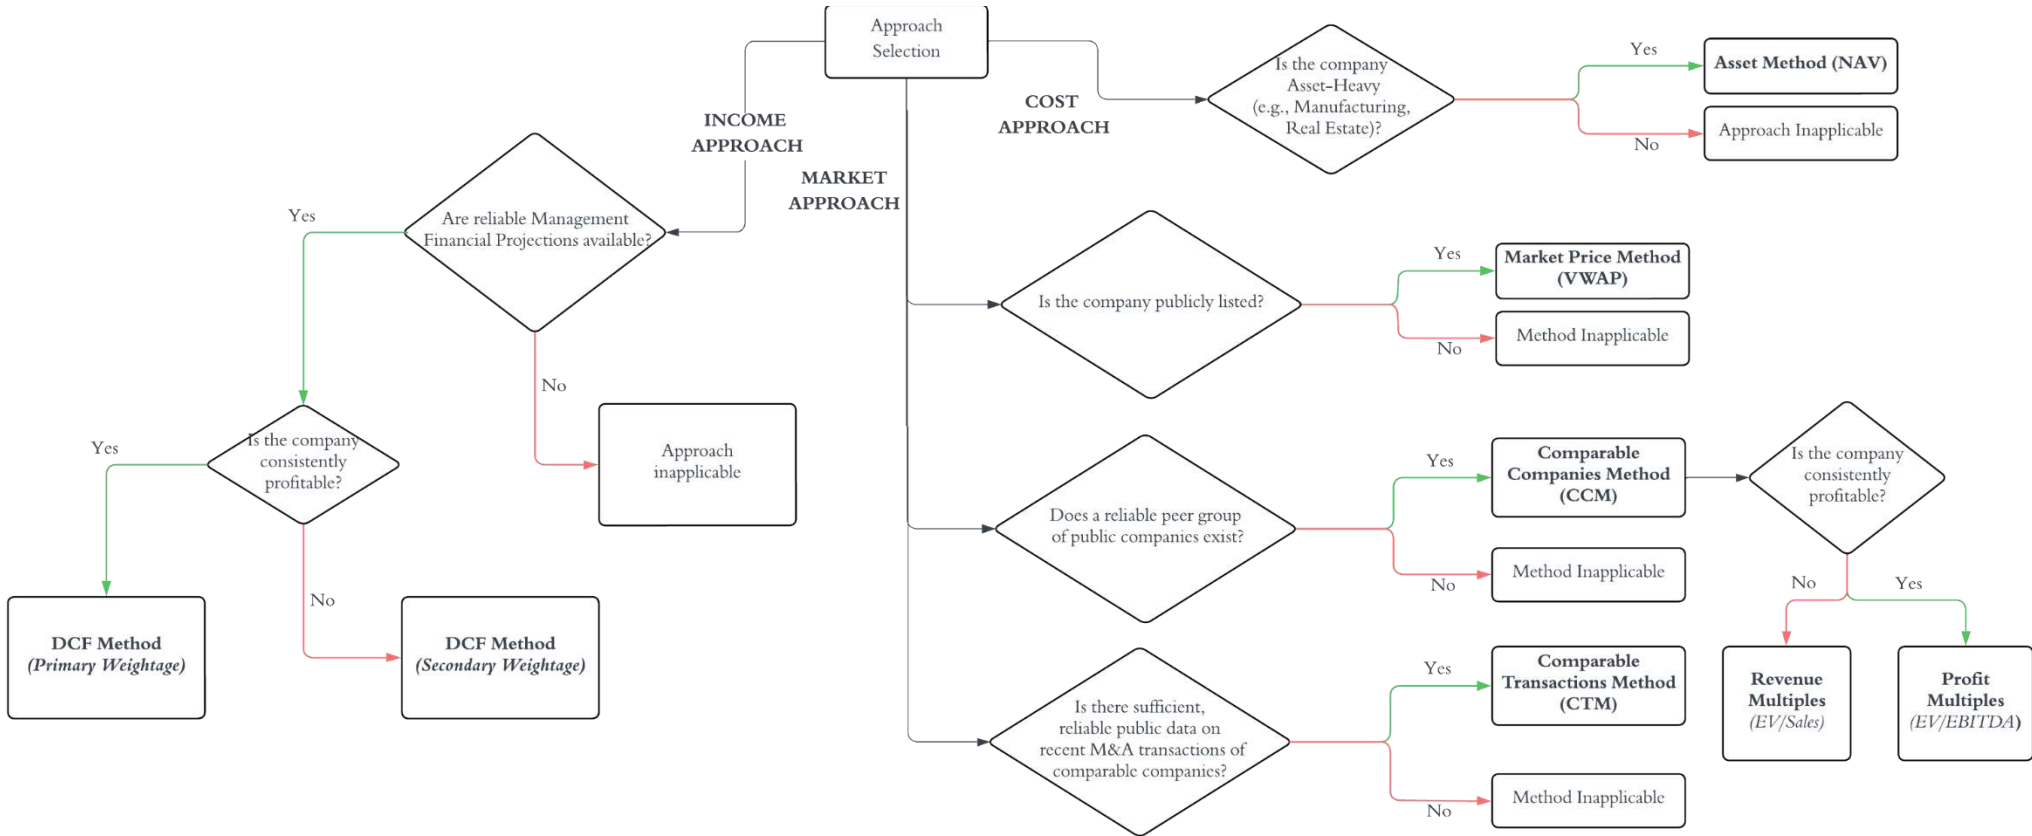 Approach
Selection
INCOME
APPROACH
MARKET
APPROACH
COST
APPROACH
Is the company
Asset-Heavy
(e.g., Manufacturing,
Real Estate)?
Yes
Asset Method (NAV)
No
Approach Inapplicable
Are reliable Management
Financial Projections available?
Yes
No
Approach
inapplicable
Is the company
consistently
profitable?
Yes
DCF Method
(Primary Weightage)
No
DCF Method
(Secondary Weightage)
Is the company publicly listed?
Yes
Market Price Method
(VWAP)
No
Method Inapplicable
Does a reliable peer group
of public companies exist?
Yes
Comparable
Companies Method
(CCM)
No
Method Inapplicable
Is the company
consistently
profitable?
No
Revenue
Multiples
(EV/Sales)
Yes
Profit
Multiples
(EV/EBITDA)
Is there sufficient,
reliable public data on
recent M&A transactions of
comparable companies?
Yes
Comparable
Transactions Method
(CTM)
No
Method Inapplicable